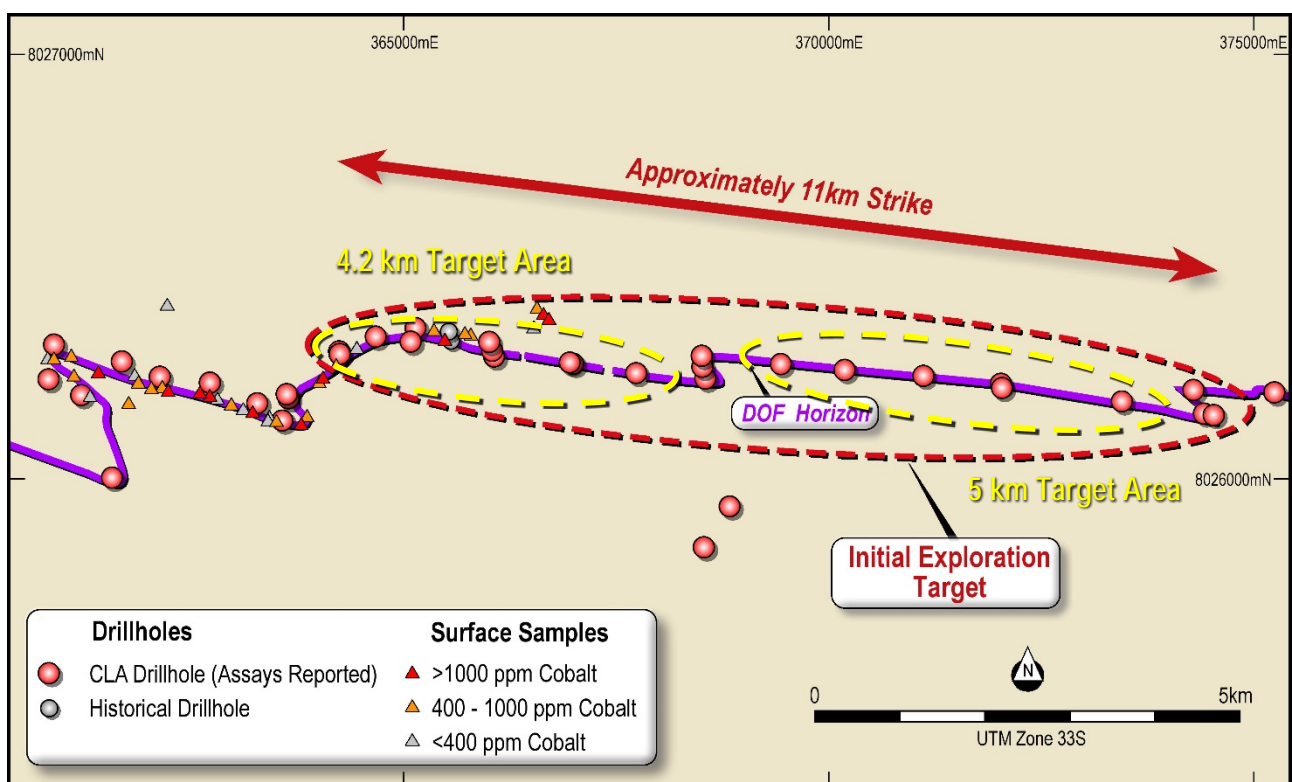 365000mE
370000mE
375000mE
8027000mN
Approximately 11km Strike
4.2 km Target Area
DOF Horizon
8026000mN
5 km Target Area
Initial Exploration
Target
Drillholes
CLA Drillhole (Assays Reported)
Historical Drillhole
Surface Samples
>1000 ppm Cobalt
400 - 1000 ppm Cobalt
<400 ppm Cobalt
N
0
5km
UTM Zone 33S